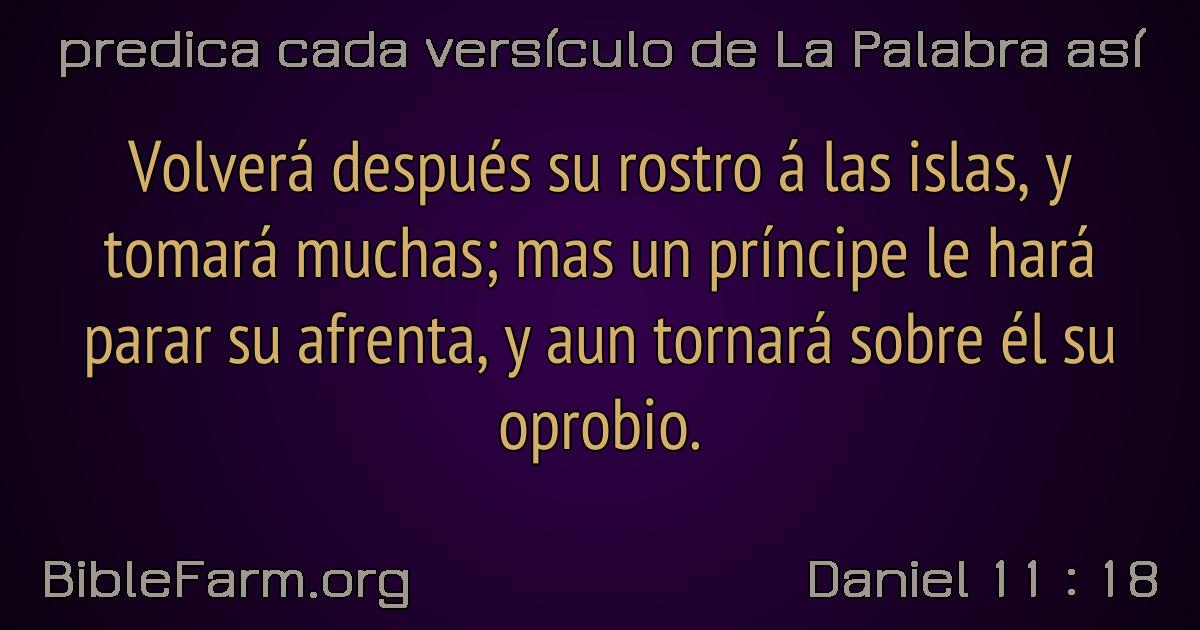 predica cada versículo de La Palabra así
Volverá después su rostro á las islas, y
tomará muchas; mas un príncipe le hará
parar su afrenta, y aun tornará sobre él su
oprobio.
BibleFarm.org
Daniel 11 : 18